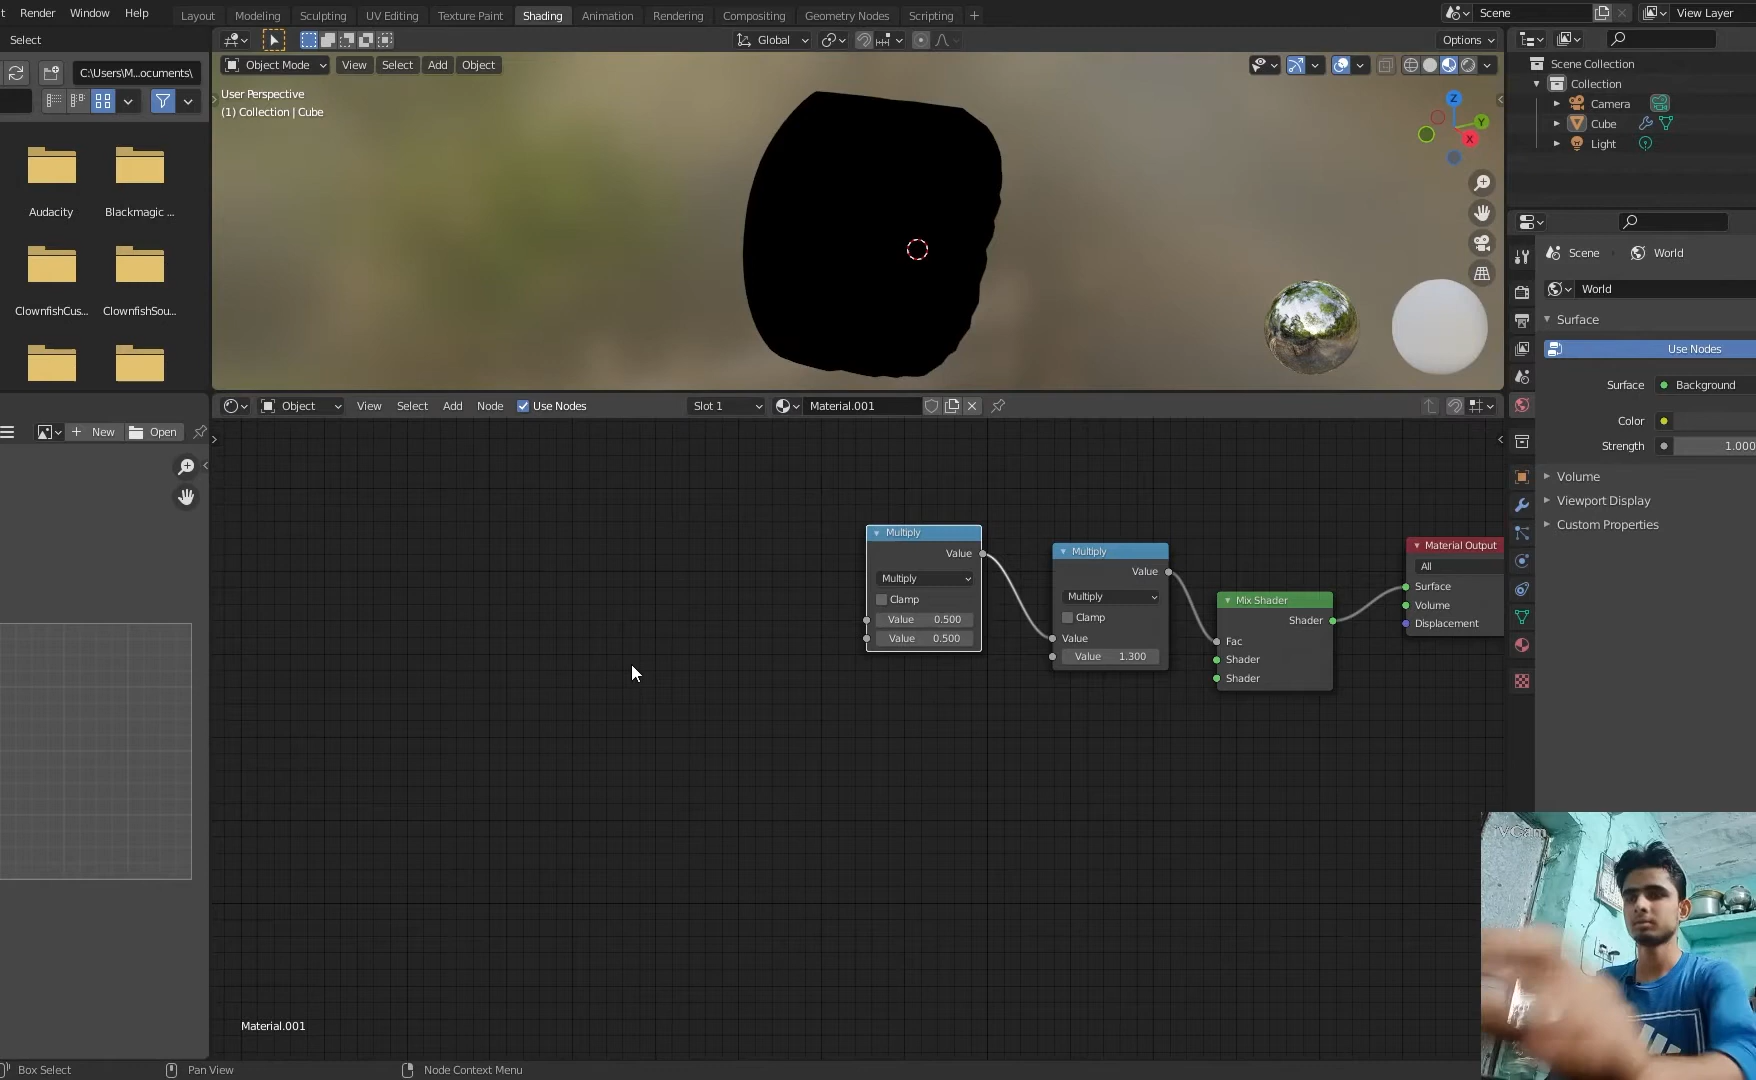 Render Window Help
Layout Modeling Sculpting UV Editing Texture Paint Shading Animation Rendering Compositing Geometry Nodes Scripting +
Scene
View Layer
Select
Global
Options
C:\Users\M...ocuments\
Object Mode View Select Add Object
User Perspective
(1) Collection | Cube
Z
Y
X
Audacity
Blackmagic ...
ClownfishCus...
ClownfishSou...
Scene Collection
Collection
Camera
Cube
Light
Scene
World
World
Surface
Use Nodes
Surface
Background
Color
Strength
1.000
Volume
Viewport Display
Custom Properties
New
Open
Object View Select Add Node Use Nodes
Slot 1
Material.001
Multiply
Value
Multiply
Clamp
Value 0.500
Value 0.500
Multiply
Value
Multiply
Clamp
Value
Value 1.300
Mix Shader
Shader
Fac
Shader
Shader
Material Output
All
Surface
Volume
Displacement
Material.001
Box Select
Pan View
Node Context Menu